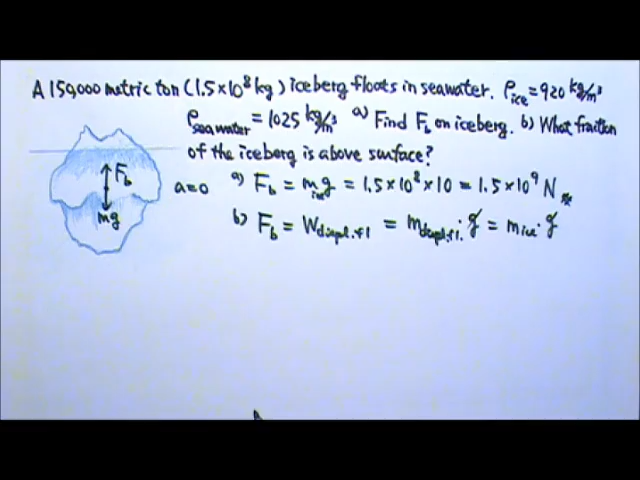 A 150,000 metric ton (1.5×10⁸ kg) iceberg floats in seawater. ρice = 920 kg/m³
ρseawater = 1025 kg/m³ a) Find Fb on iceberg. b) What fraction
of the iceberg is above surface?
Fb
mg
a=0
a) Fb = mice g = 1.5×10⁸×10 = 1.5×10⁹ N
b) Fb = Wdispl.fl = mdispl.fl. · g = mice · g